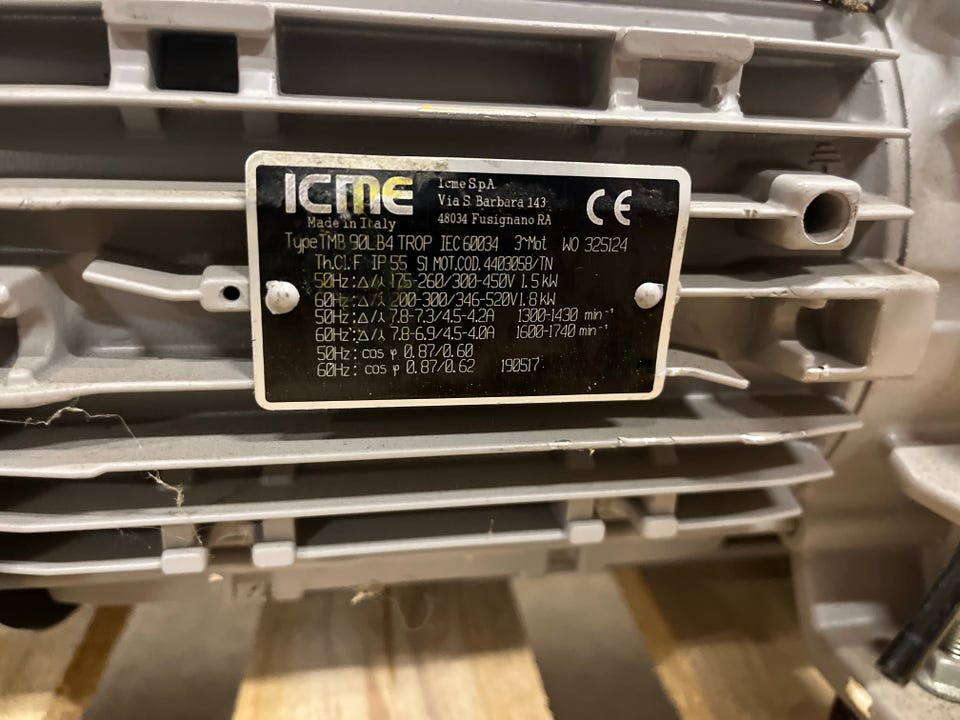 ICME
Icme S.p.A.
Via S. Barbara 143
48034 Fusignano RA
CE
Made in Italy
Type TMB 90L B4 TROP IEC 60034 3~Mot WO 325124
Th.Cl. F IP 55 S1 MOT.COD. 4403058/TN
50Hz: Δ/⅄ 175-260/300-450V 1.5 kW
60Hz: Δ/⅄ 200-300/346-520V 1.8 kW
50Hz: Δ/⅄ 7.8-7.3/4.5-4.2A 1300-1430 min⁻¹
60Hz: Δ/⅄ 7.8-6.9/4.5-4.0A 1600-1740 min⁻¹
50Hz: cos φ 0.87/0.60
60Hz: cos φ 0.87/0.62 190517